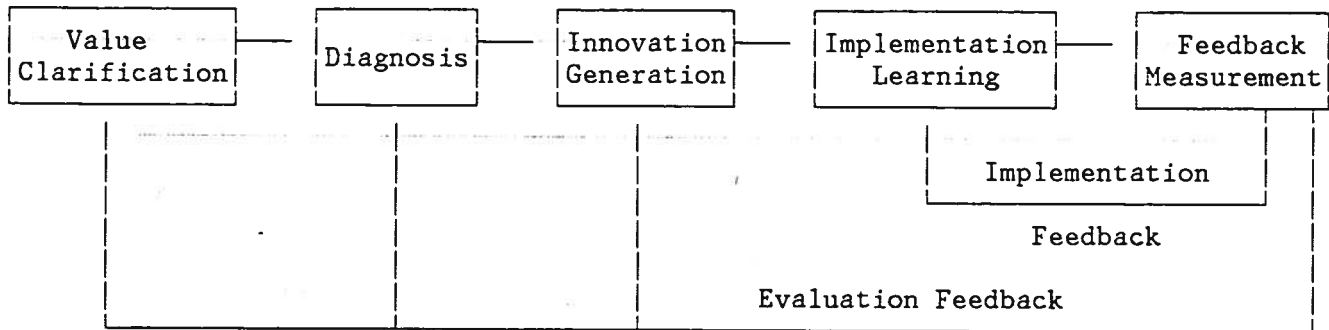 Value
Clarification
Diagnosis
Innovation
Generation
Implementation
Learning
Feedback
Measurement
Implementation
Feedback
Evaluation Feedback